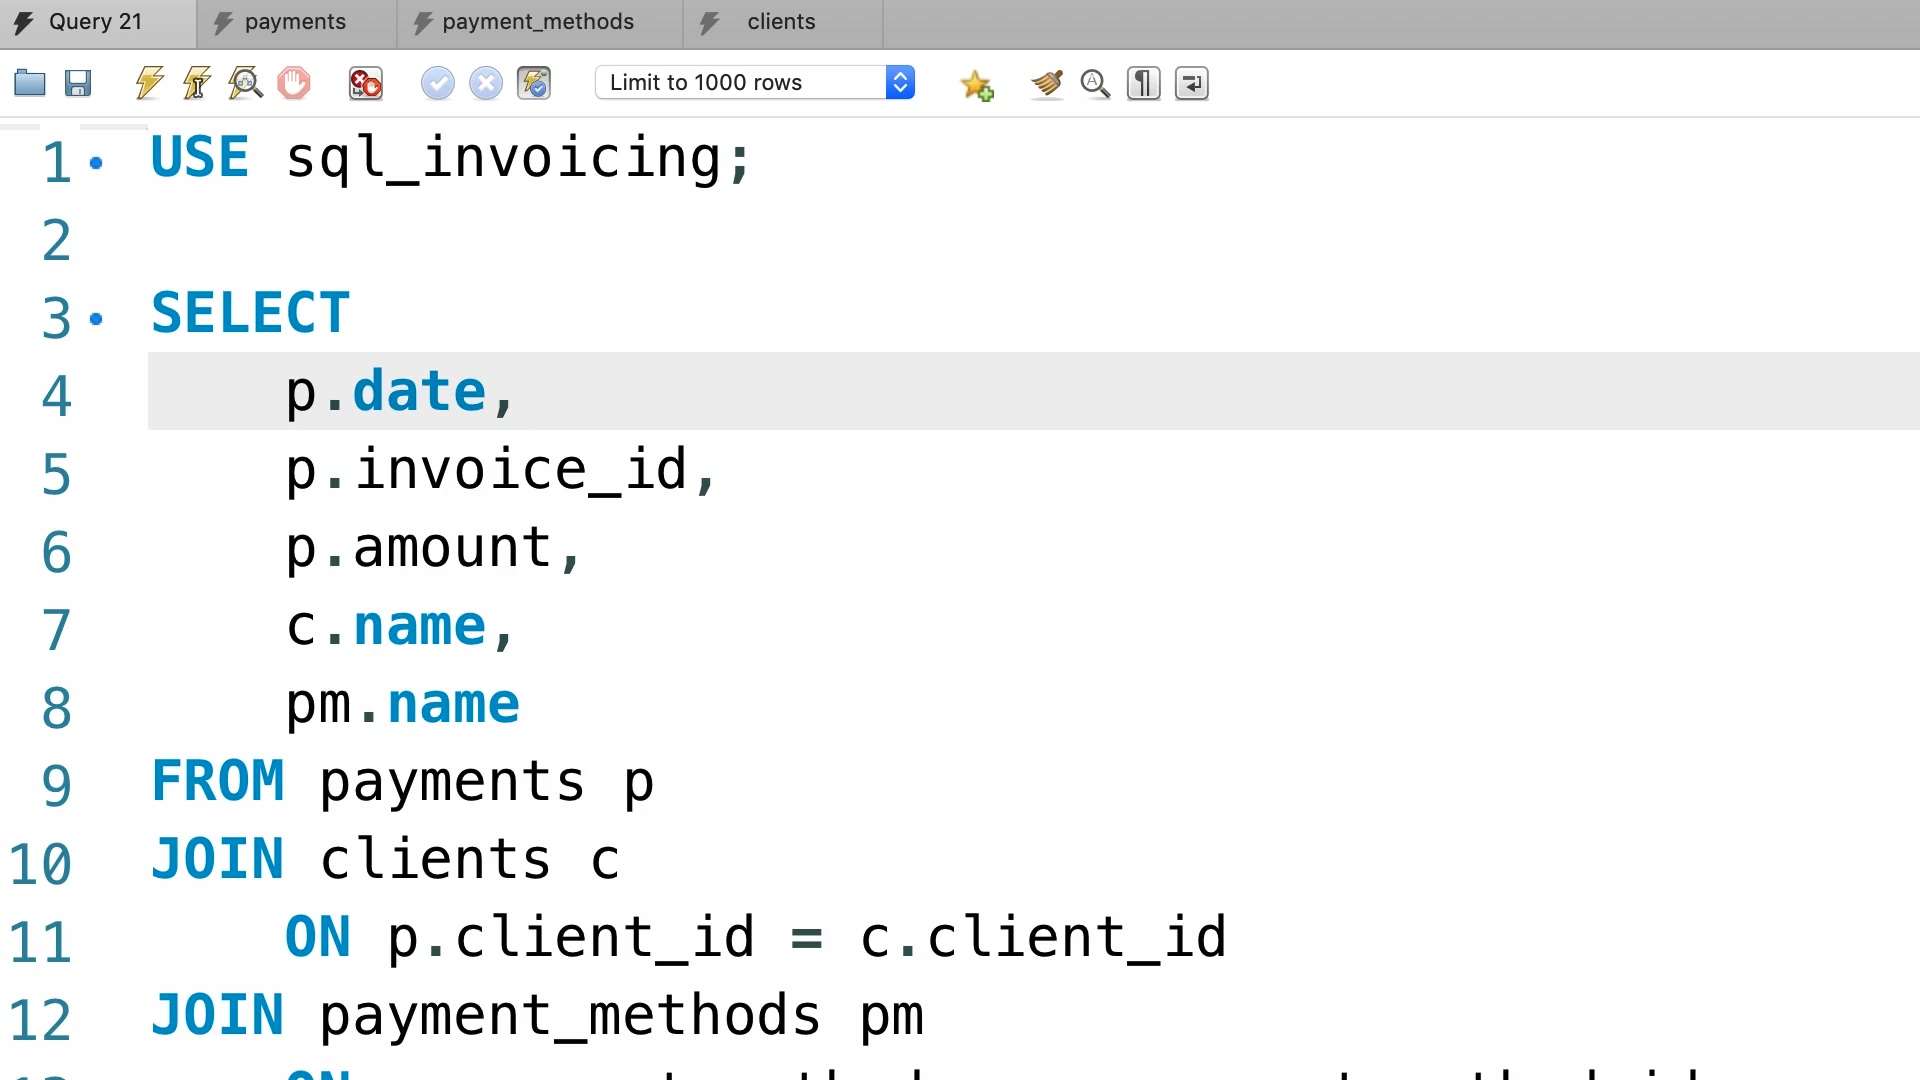 Query 21 payments payment_methods clients
Limit to 1000 rows
1 USE sql_invoicing;
2
3 SELECT
4 p.date,
5 p.invoice_id,
6 p.amount,
7 c.name,
8 pm.name
9 FROM payments p
10 JOIN clients c
11 ON p.client_id = c.client_id
12 JOIN payment_methods pm
ON